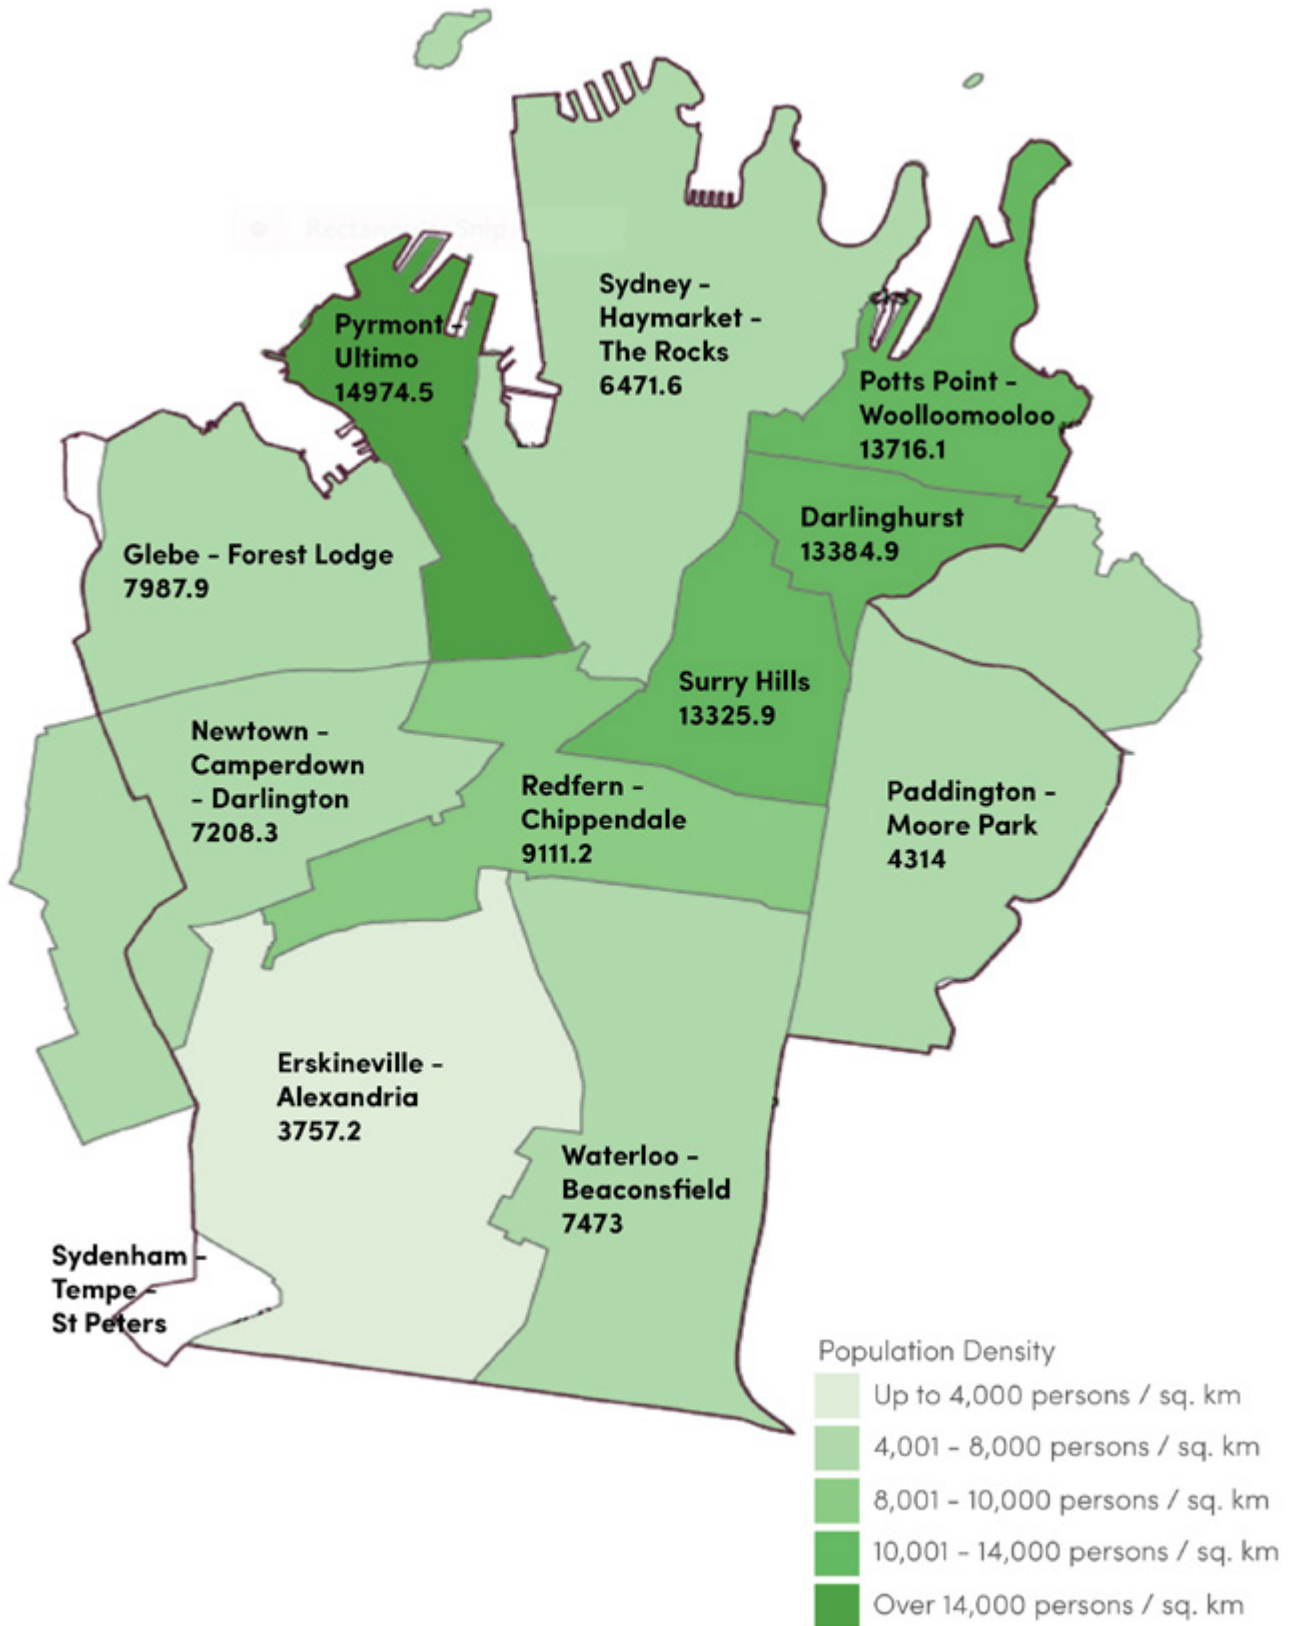 Rectangular Snip
Sydney -
Haymarket -
The Rocks
6471.6
Pyrmont -
Ultimo
14974.5
Potts Point -
Woolloomooloo
13716.1
Darlinghurst
13384.9
Glebe - Forest Lodge
7987.9
Surry Hills
13325.9
Newtown -
Camperdown
- Darlington
7208.3
Redfern -
Chippendale
9111.2
Paddington -
Moore Park
4314
Erskineville -
Alexandria
3757.2
Waterloo -
Beaconsfield
7473
Sydenham -
Tempe -
St Peters
Population Density
Up to 4,000 persons / sq. km
4,001 - 8,000 persons / sq. km
8,001 - 10,000 persons / sq. km
10,001 - 14,000 persons / sq. km
Over 14,000 persons / sq. km